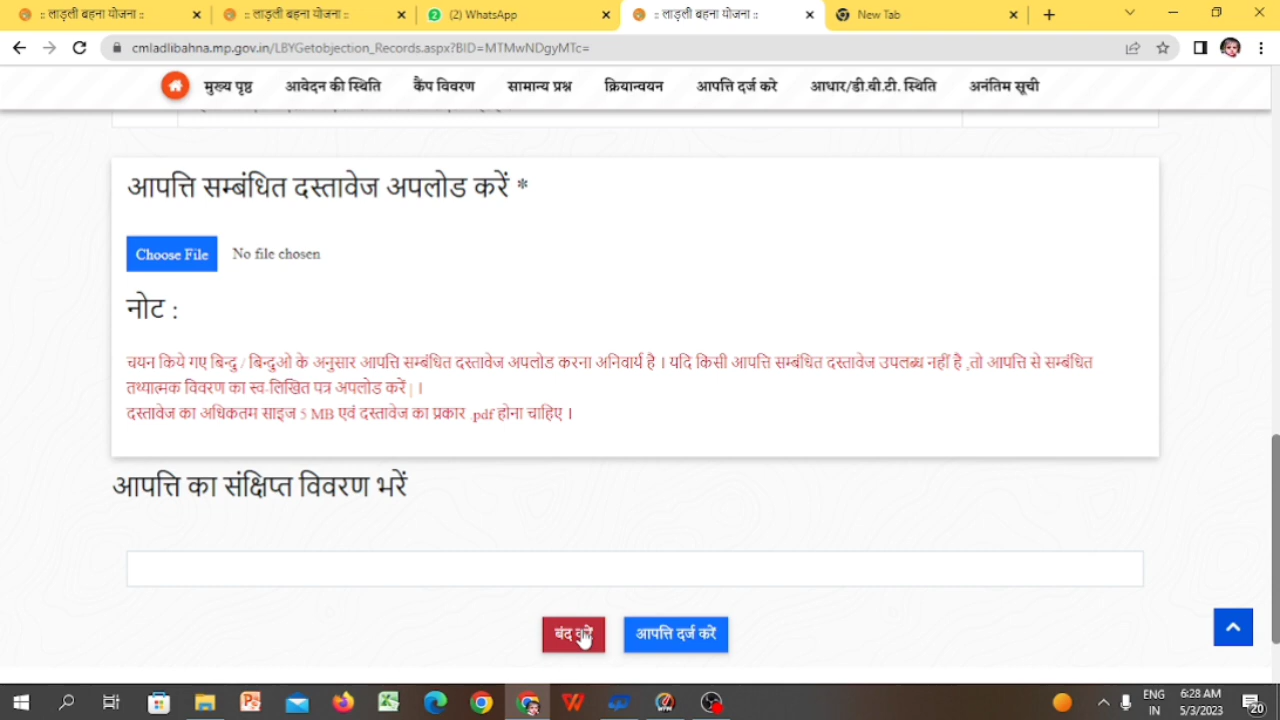 :: लाड़ली बहना योजना ::
:: लाड़ली बहना योजना ::
(2) WhatsApp
:: लाड़ली बहना योजना ::
New Tab
cmladlibahna.mp.gov.in/LBYGetobjection_Records.aspx?BID=MTMwNDgyMTc=
मुख्य पृष्ठ आवेदन की स्थिति कैंप विवरण सामान्य प्रश्न क्रियान्वयन आपत्ति दर्ज करे आधार/डी.बी.टी. स्थिति अनंतिम सूची
आपत्ति सम्बंधित दस्तावेज अपलोड करें *
Choose File No file chosen
नोट :
चयन किये गए बिन्दु / बिन्दुओ के अनुसार आपत्ति सम्बंधित दस्तावेज अपलोड करना अनिवार्य है । यदि किसी आपत्ति सम्बंधित दस्तावेज उपलब्ध नहीं है ,तो आपत्ति से सम्बंधित
तथ्यात्मक विवरण का स्व-लिखित पत्र अपलोड करें | ।
दस्तावेज का अधिकतम साइज 5 MB एवं दस्तावेज का प्रकार .pdf होना चाहिए ।
आपत्ति का संक्षिप्त विवरण भरें
बंद करें आपत्ति दर्ज करें
ENG 6:28 AM
IN 5/3/2023 20